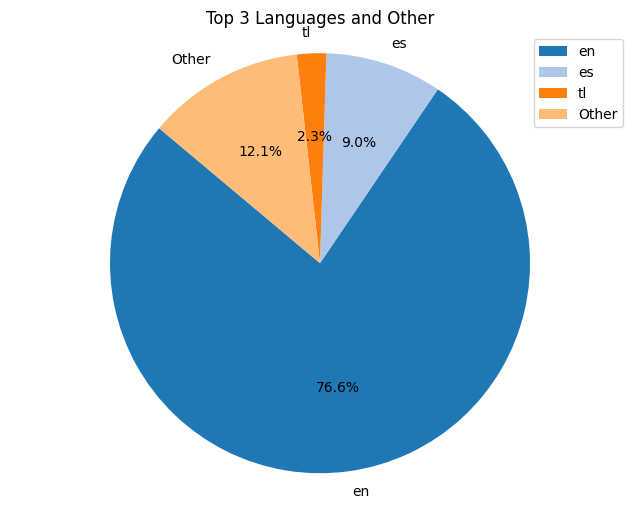 Top 3 Languages and Other
tl
es
Other
2.3%
9.0%
12.1%
76.6%
en
en
es
tl
Other